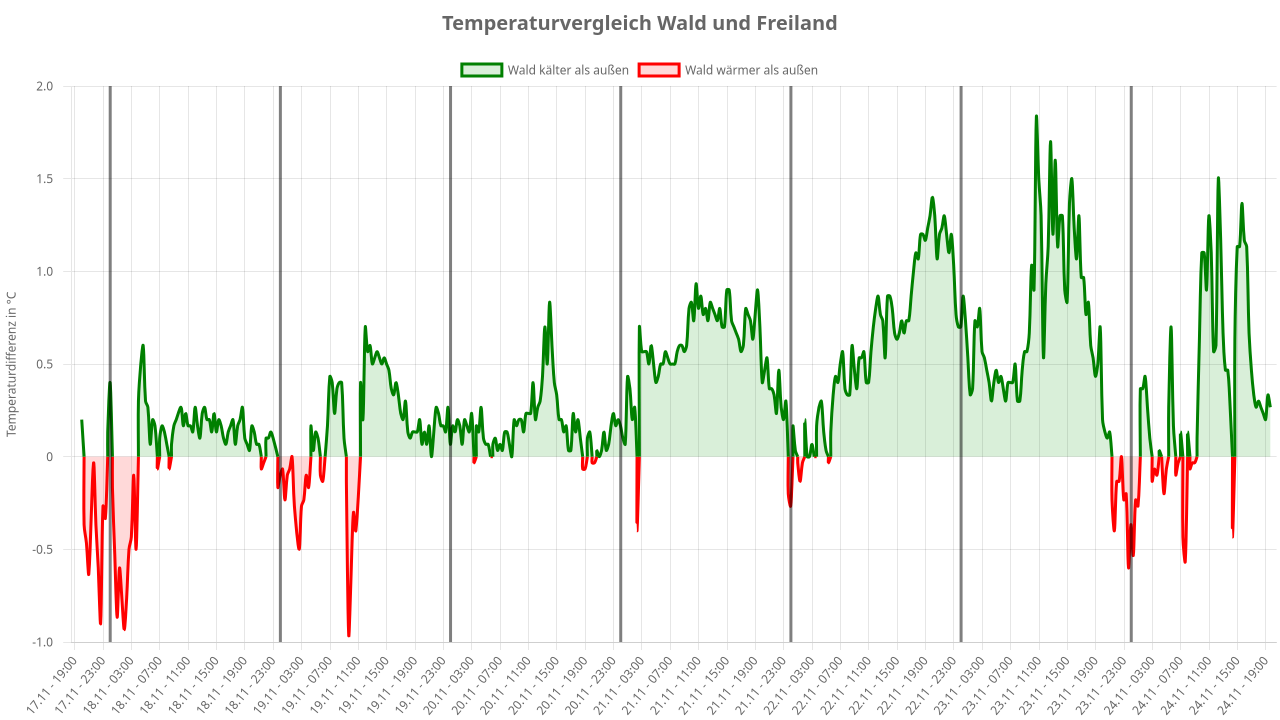 Temperaturvergleich Wald und Freiland
Wald kälter als außen
Wald wärmer als außen
Temperaturdifferenz in °C
2.0
1.5
1.0
0.5
0
-0.5
-1.0
17.11 - 19:00
17.11 - 23:00
18.11 - 03:00
18.11 - 07:00
18.11 - 11:00
18.11 - 15:00
18.11 - 19:00
18.11 - 23:00
19.11 - 03:00
19.11 - 07:00
19.11 - 11:00
19.11 - 15:00
19.11 - 19:00
19.11 - 23:00
20.11 - 03:00
20.11 - 07:00
20.11 - 11:00
20.11 - 15:00
20.11 - 19:00
20.11 - 23:00
21.11 - 03:00
21.11 - 07:00
21.11 - 11:00
21.11 - 15:00
21.11 - 19:00
21.11 - 23:00
22.11 - 03:00
22.11 - 07:00
22.11 - 11:00
22.11 - 15:00
22.11 - 19:00
22.11 - 23:00
23.11 - 03:00
23.11 - 07:00
23.11 - 11:00
23.11 - 15:00
23.11 - 19:00
23.11 - 23:00
24.11 - 03:00
24.11 - 07:00
24.11 - 11:00
24.11 - 15:00
24.11 - 19:00